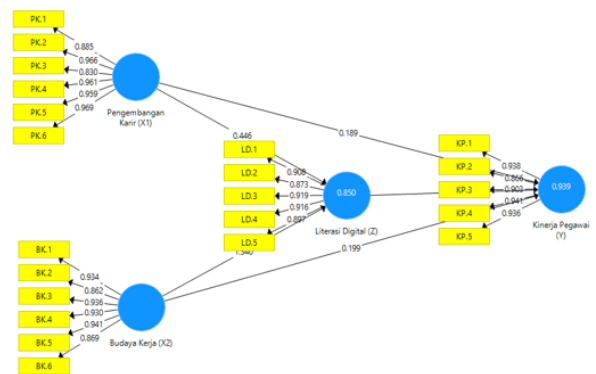 PK.1
PK.2
PK.3
PK.4
PK.5
PK.6
0.885
0.966
0.830
0.961
0.959
0.969
Pengembangan
Karir (X1)
0.446
0.189
LD.1
LD.2
LD.3
LD.4
LD.5
0.908
0.873
0.919
0.916
0.897
0.850
Literasi Digital (Z)
KP.1
KP.2
KP.3
KP.4
KP.5
0.938
0.866
0.903
0.941
0.936
0.939
Kinerja Pegawai
(Y)
0.199
BK.1
BK.2
BK.3
BK.4
BK.5
BK.6
0.934
0.862
0.936
0.930
0.941
0.869
Budaya Kerja (X2)